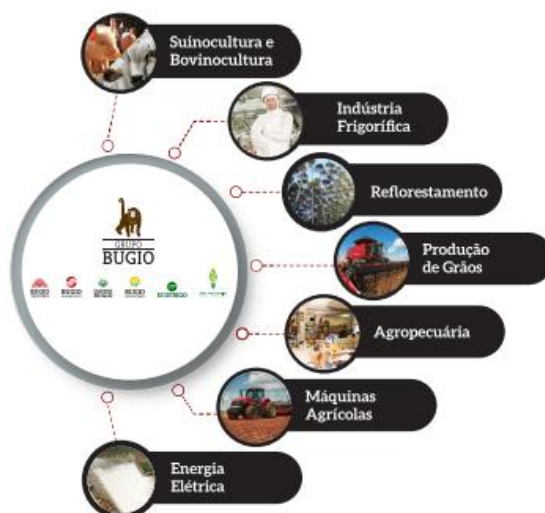 Suinocultura e
Bovinocultura
Indústria
Frigorífica
Reflorestamento
GRUPO
BUGIO
Produção
de Grãos
Agropecuária
Máquinas
Agrícolas
Energia
Elétrica